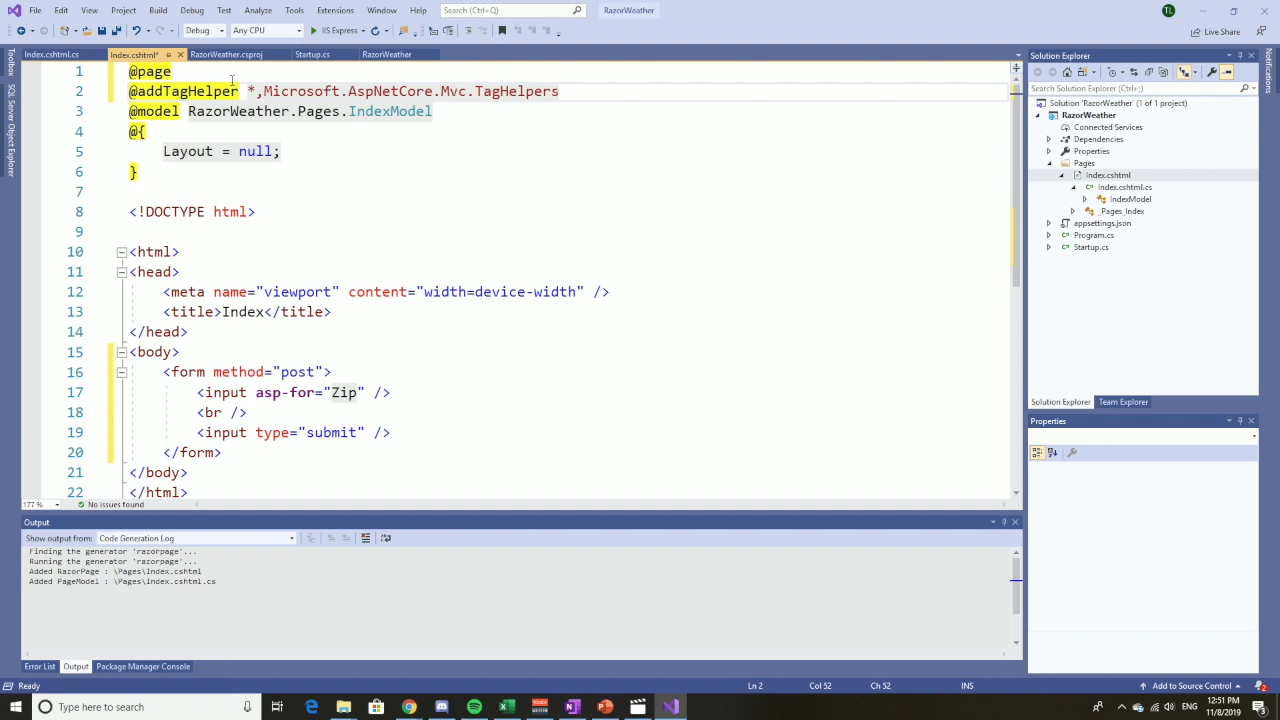 File Edit View Project Build Debug Test Analyze Tools Extensions Window Help Search (Ctrl+Q) RazorWeather TL
Debug Any CPU IIS Express Live Share
Index.cshtml.cs Index.cshtml* RazorWeather.csproj Startup.cs RazorWeather
Toolbox
SQL Server Object Explorer
Notifications
1 @page
2 @addTagHelper *,Microsoft.AspNetCore.Mvc.TagHelpers
3 @model RazorWeather.Pages.IndexModel
4 @{
5 Layout = null;
6 }
7
8 <!DOCTYPE html>
9
10 <html>
11 <head>
12 <meta name="viewport" content="width=device-width" />
13 <title>Index</title>
14 </head>
15 <body>
16 <form method="post">
17 <input asp-for="Zip" />
18 <br />
19 <input type="submit" />
20 </form>
21 </body>
22 </html>
177 % No issues found
Output
Show output from: Code Generation Log
Finding the generator 'razorpage'...
Running the generator 'razorpage'...
Added RazorPage : \Pages\Index.cshtml
Added PageModel : \Pages\Index.cshtml.cs
Error List Output Package Manager Console
Solution Explorer
Search Solution Explorer (Ctrl+;)
Solution 'RazorWeather' (1 of 1 project)
RazorWeather
Connected Services
Dependencies
Properties
Pages
Index.cshtml
Index.cshtml.cs
IndexModel
_Pages_Index
appsettings.json
Program.cs
Startup.cs
Solution Explorer Team Explorer
Properties
Ready Ln 2 Col 52 Ch 52 INS Add to Source Control 2
Type here to search ENG 12:51 PM
11/8/2019